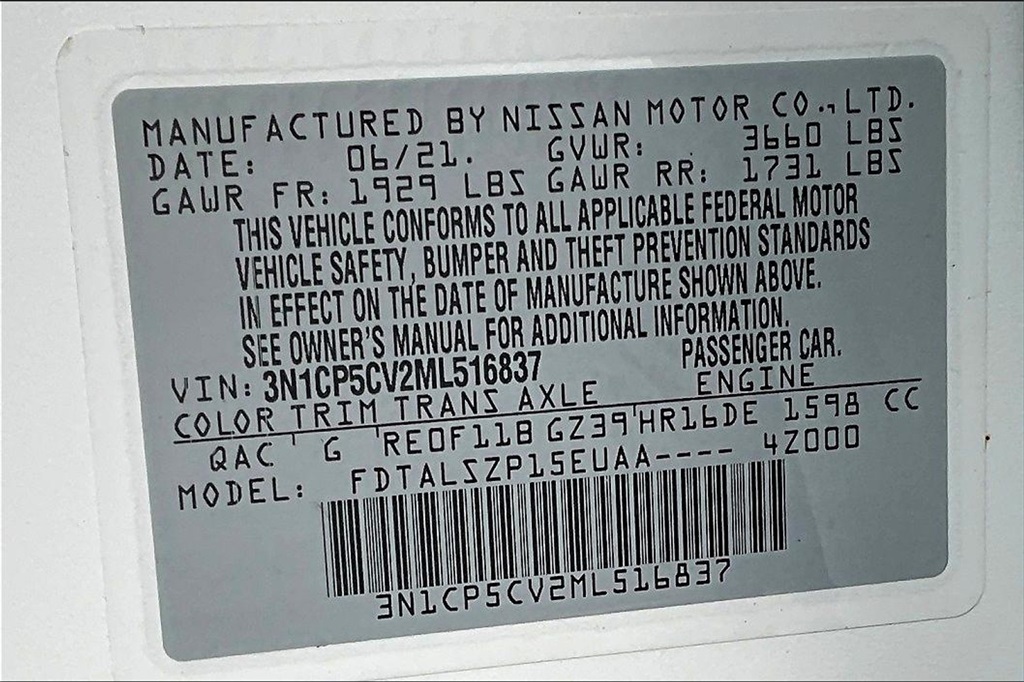 MANUFACTURED BY NISSAN MOTOR CO., LTD.
DATE: 06/21. GVWR: 3660 LBS
GAWR FR: 1929 LBS GAWR RR: 1731 LBS
THIS VEHICLE CONFORMS TO ALL APPLICABLE FEDERAL MOTOR
VEHICLE SAFETY, BUMPER AND THEFT PREVENTION STANDARDS
IN EFFECT ON THE DATE OF MANUFACTURE SHOWN ABOVE.
SEE OWNER'S MANUAL FOR ADDITIONAL INFORMATION.
VIN: 3N1CP5CV2ML516837 PASSENGER CAR.
COLOR TRIM TRANS AXLE ENGINE
QAC G RE0F11B GZ39 HR16DE 1598 CC
MODEL: FDTALSZP15EUAA---- 4Z000
3N1CP5CV2ML516837